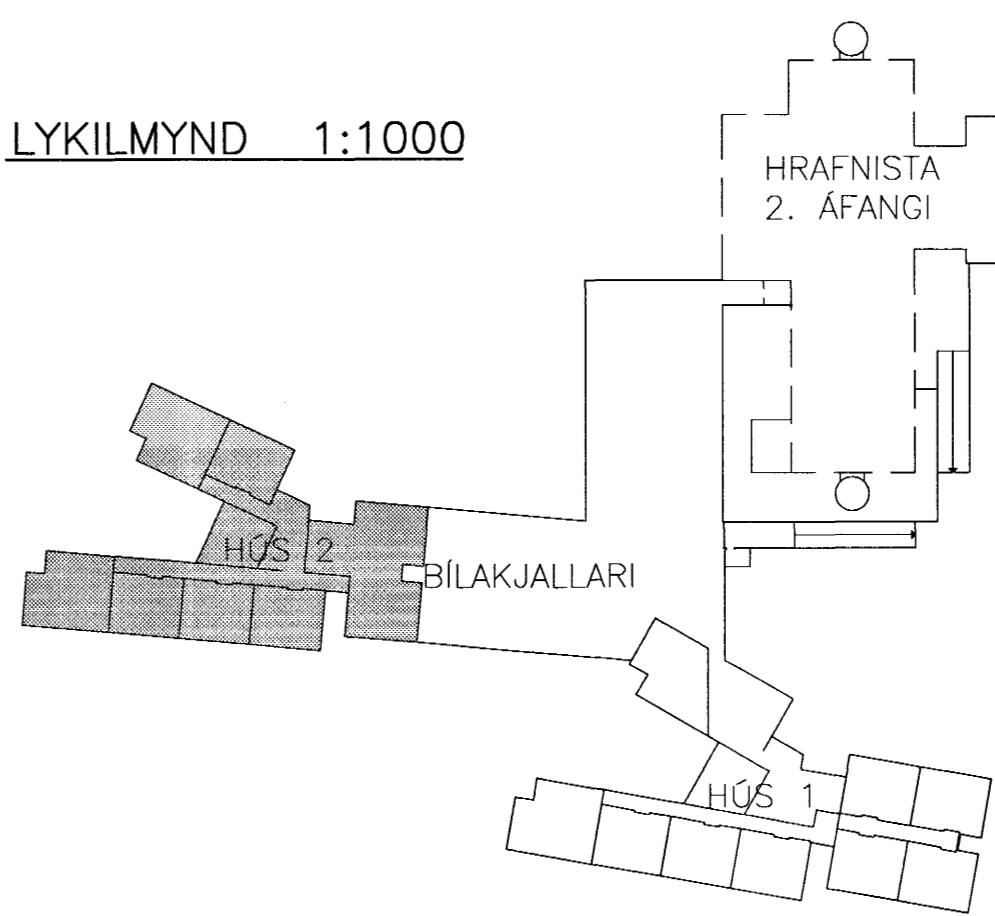 LYKILMYND 1:1000
HRAFNISTA
2. ÁFANGI
HÚS 2
BÍLAKJALLARI
HÚS 1